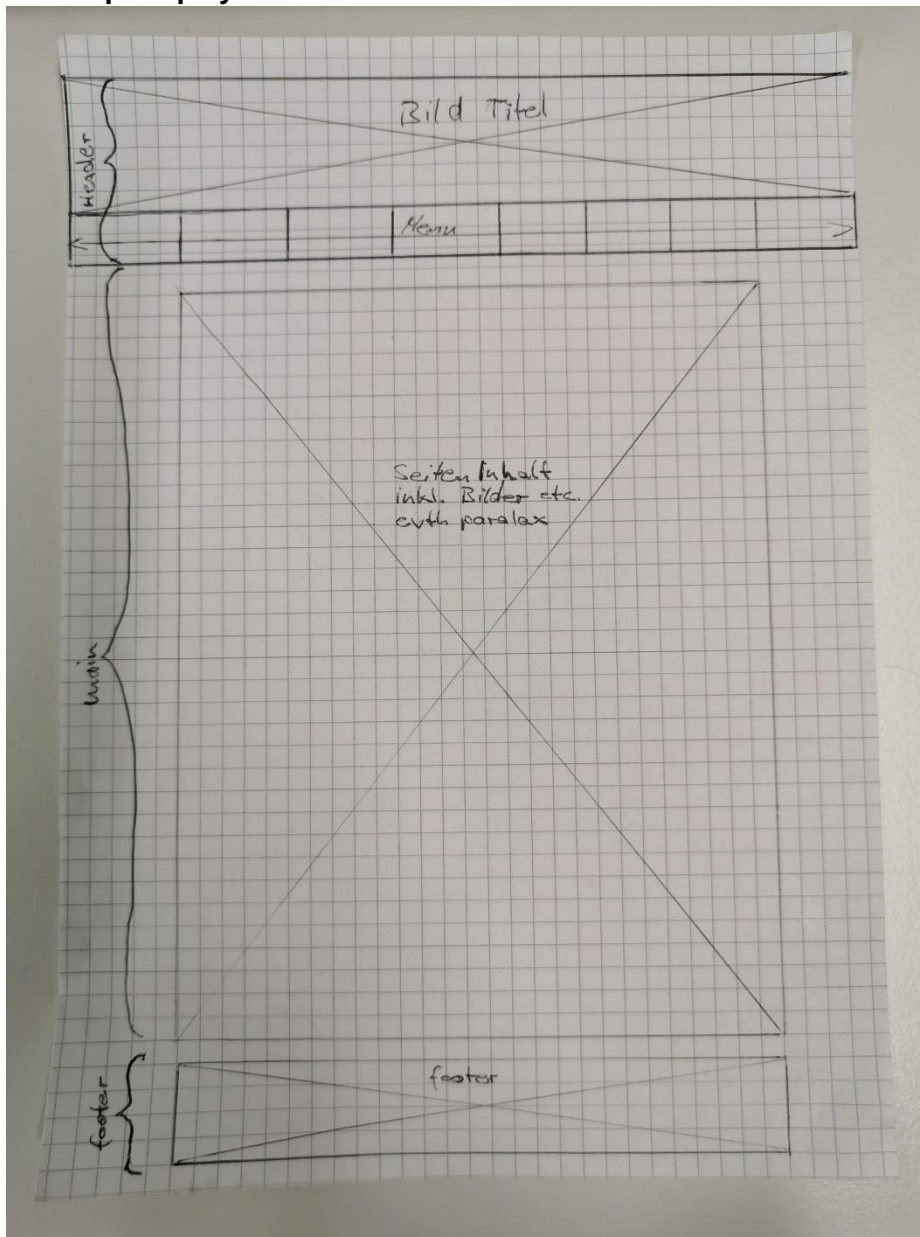 Header
Bild Titel
Menu
main
Seiten Inhalt
inkl. Bilder etc.
evtl. paralax
footer
footer